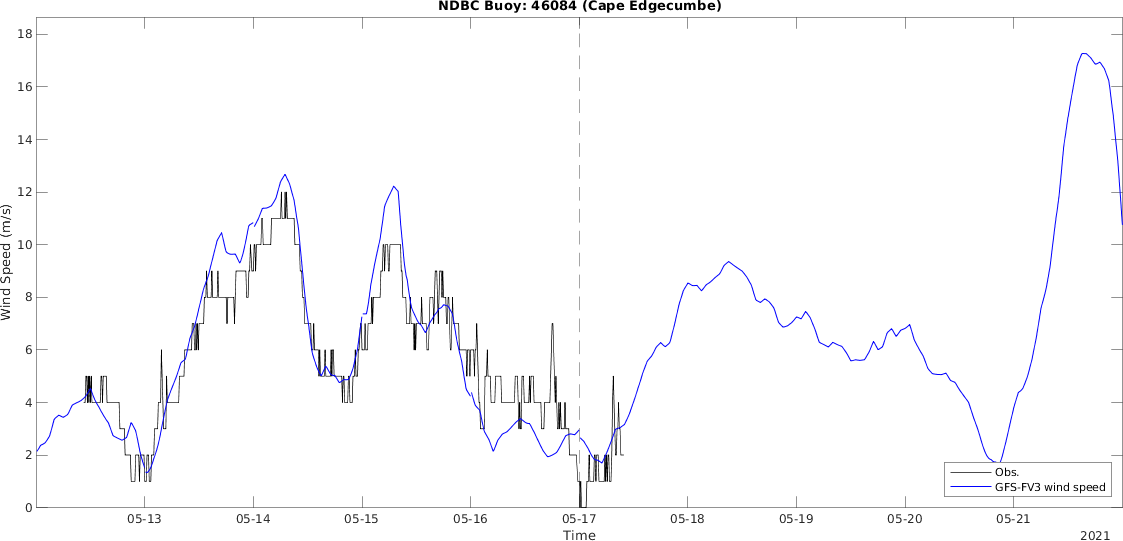 NDBC Buoy: 46084 (Cape Edgecumbe)
18
16
14
12
10
8
6
4
2
0
Wind Speed (m/s)
05-13 05-14 05-15 05-16 05-17 05-18 05-19 05-20 05-21
Time
2021
Obs.
GFS-FV3 wind speed